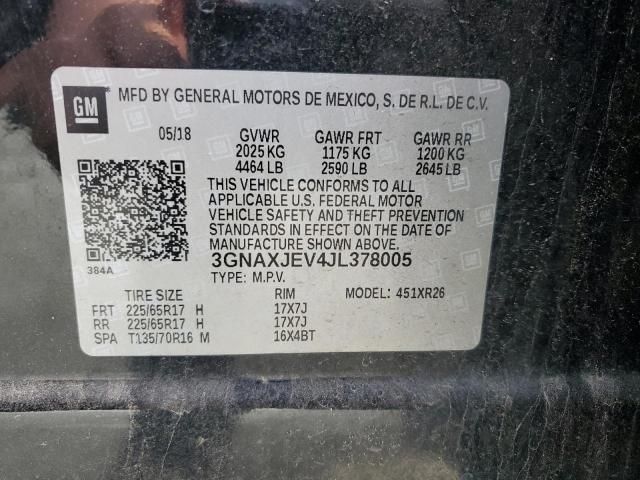 GM
MFD BY GENERAL MOTORS DE MEXICO, S. DE R.L. DE C.V.
05/18 GVWR GAWR FRT GAWR RR
2025 KG 1175 KG 1200 KG
4464 LB 2590 LB 2645 LB
THIS VEHICLE CONFORMS TO ALL
APPLICABLE U.S. FEDERAL MOTOR
VEHICLE SAFETY AND THEFT PREVENTION
STANDARDS IN EFFECT ON THE DATE OF
MANUFACTURE SHOWN ABOVE.
384A
3GNAXJEV4JL378005
TYPE: M.P.V.
TIRE SIZE RIM MODEL: 451XR26
FRT 225/65R17 H 17X7J
RR 225/65R17 H 17X7J
SPA T135/70R16 M 16X4BT